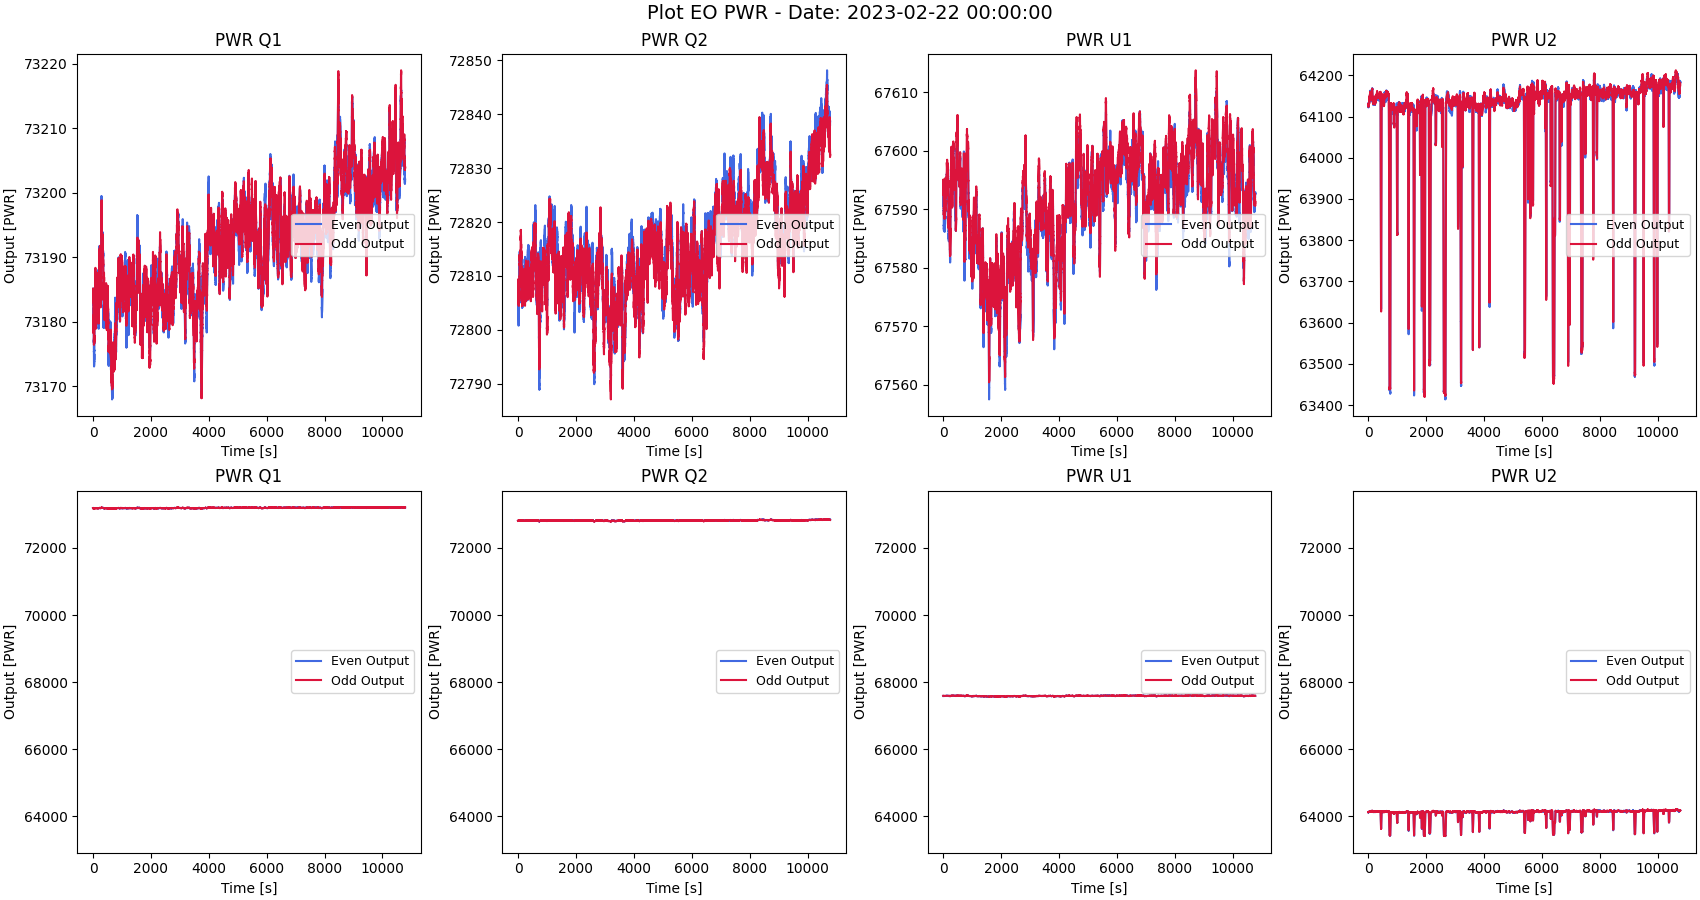 Plot EO PWR - Date: 2023-02-22 00:00:00
PWR Q1
Output [PWR]
73220
73210
73200
73190
73180
73170
0 2000 4000 6000 8000 10000
Time [s]
Even Output
Odd Output
PWR Q2
Output [PWR]
72850
72840
72830
72820
72810
72800
72790
0 2000 4000 6000 8000 10000
Time [s]
Even Output
Odd Output
PWR U1
Output [PWR]
67610
67600
67590
67580
67570
67560
0 2000 4000 6000 8000 10000
Time [s]
Even Output
Odd Output
PWR U2
Output [PWR]
64200
64100
64000
63900
63800
63700
63600
63500
63400
0 2000 4000 6000 8000 10000
Time [s]
Even Output
Odd Output
PWR Q1
Output [PWR]
72000
70000
68000
66000
64000
0 2000 4000 6000 8000 10000
Time [s]
Even Output
Odd Output
PWR Q2
Output [PWR]
72000
70000
68000
66000
64000
0 2000 4000 6000 8000 10000
Time [s]
Even Output
Odd Output
PWR U1
Output [PWR]
72000
70000
68000
66000
64000
0 2000 4000 6000 8000 10000
Time [s]
Even Output
Odd Output
PWR U2
Output [PWR]
72000
70000
68000
66000
64000
0 2000 4000 6000 8000 10000
Time [s]
Even Output
Odd Output